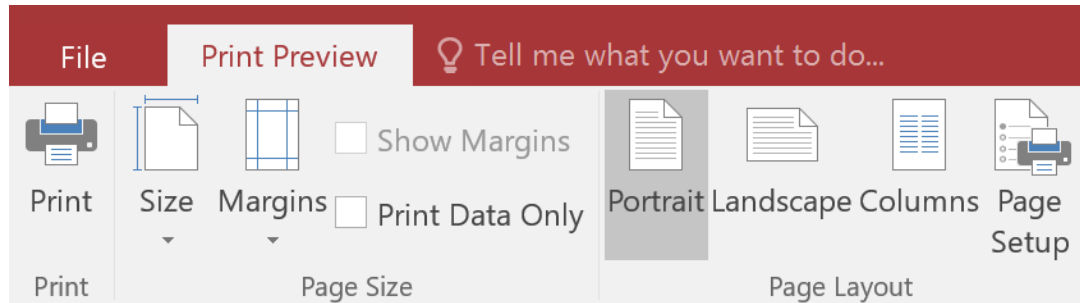 File Print Preview Tell me what you want to do...
Show Margins
Print Size Margins Print Data Only Portrait Landscape Columns Page Setup
Print Page Size Page Layout